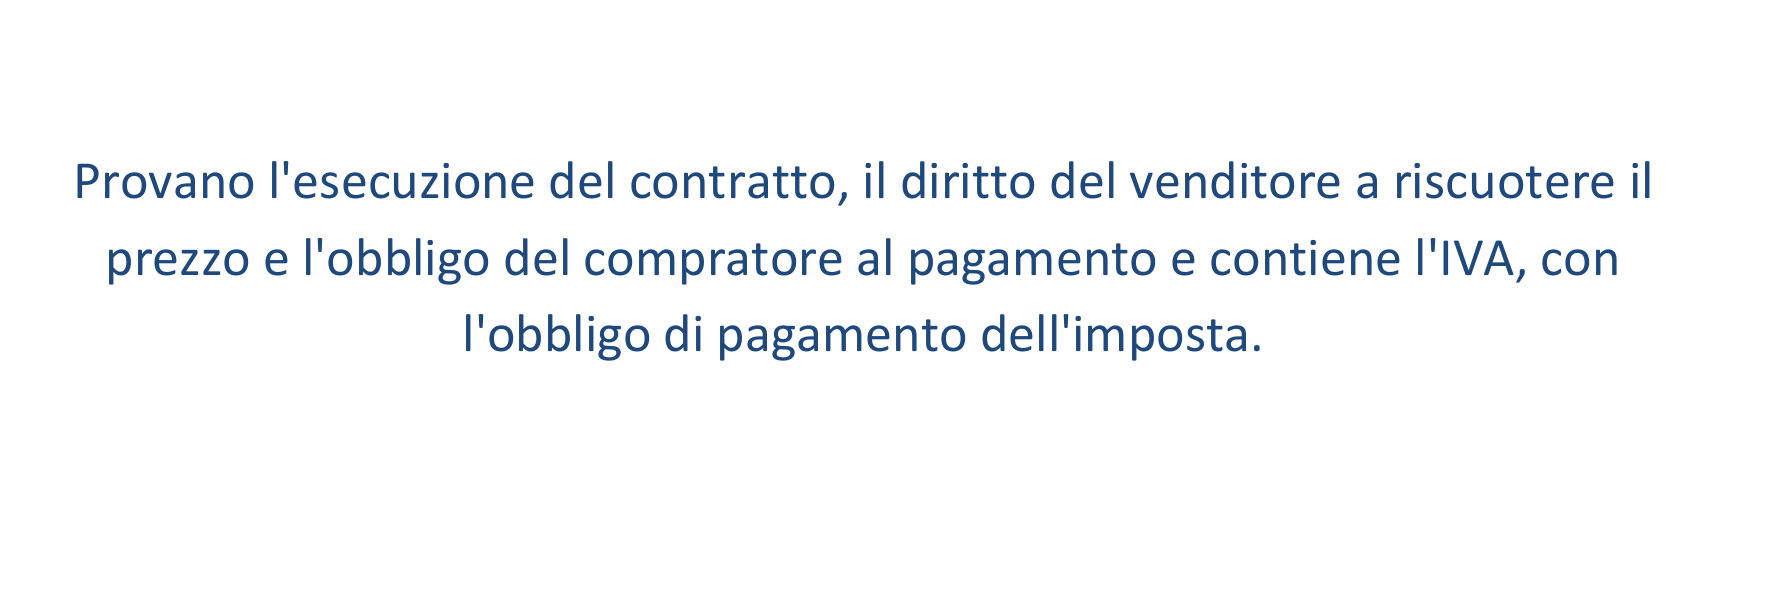 Provano l'esecuzione del contratto, il diritto del venditore a riscuotere il
prezzo e l'obbligo del compratore al pagamento e contiene l'IVA, con
l'obbligo di pagamento dell'imposta.